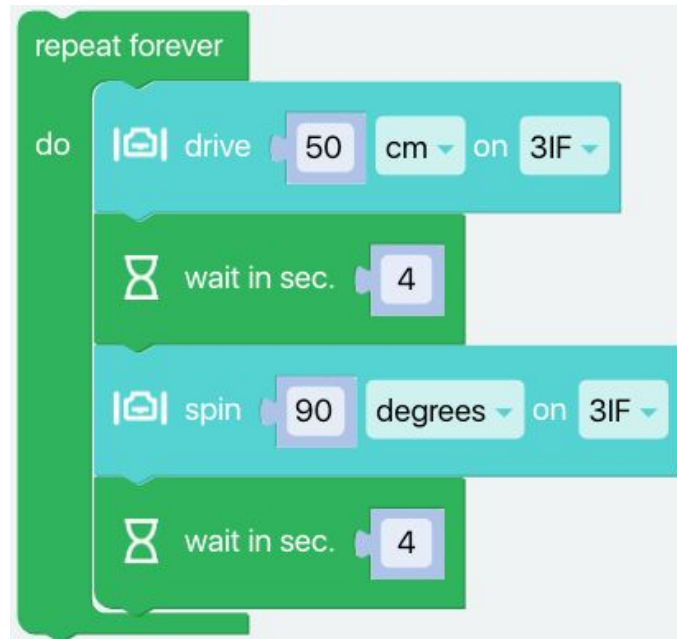 repeat forever
do drive 50 cm on 3IF
wait in sec. 4
spin 90 degrees on 3IF
wait in sec. 4